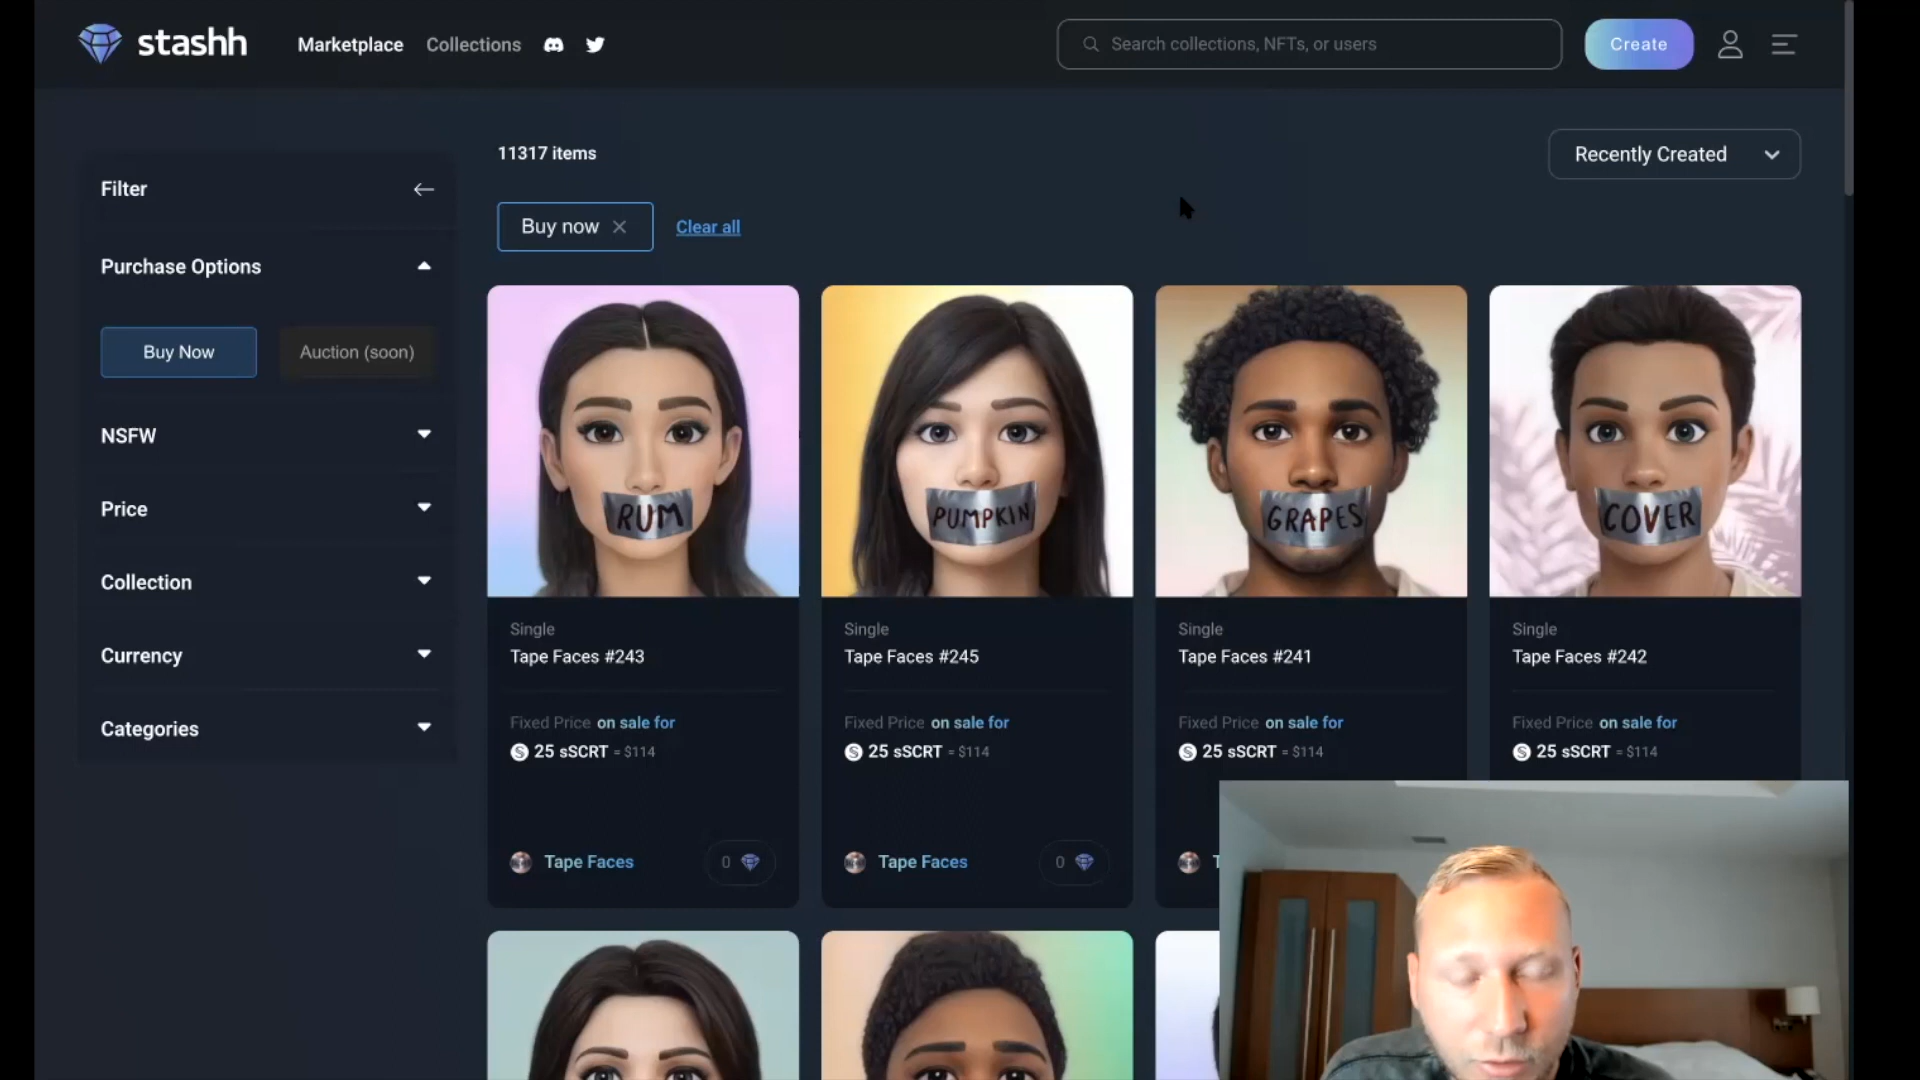 stashh
Marketplace
Collections
Search collections, NFTs, or users
Create
11317 items
Recently Created
Filter
Buy now
Clear all
Purchase Options
Buy Now
Auction (soon)
NSFW
Price
Collection
Currency
Categories
RUM
PUMPKIN
GRAPES
COVER
Single
Tape Faces #243
Fixed Price on sale for
S 25 sSCRT = $114
Tape Faces
0
Single
Tape Faces #245
Fixed Price on sale for
S 25 sSCRT = $114
Tape Faces
0
Single
Tape Faces #241
Fixed Price on sale for
S 25 sSCRT = $114
T
Single
Tape Faces #242
Fixed Price on sale for
S 25 sSCRT = $114